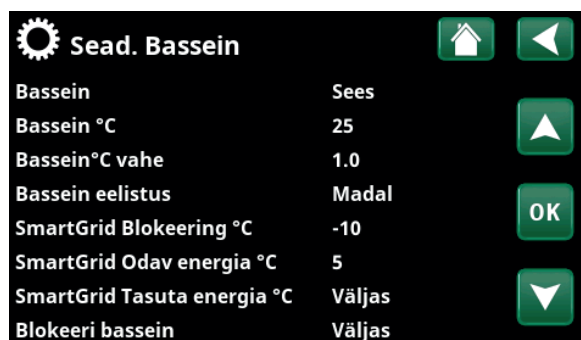 Sead. Bassein
Bassein Sees
Bassein °C 25
Bassein°C vahe 1.0
Bassein eelistus Madal
SmartGrid Blokeering °C -10
SmartGrid Odav energia °C 5
SmartGrid Tasuta energia °C Väljas
Blokeeri bassein Väljas
OK